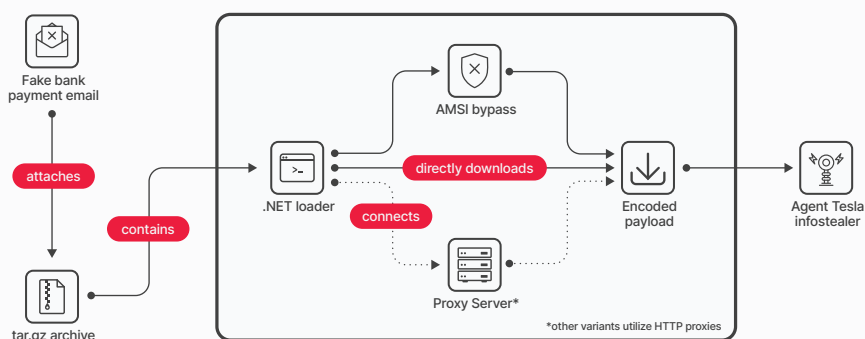 Fake bank
payment email
attaches
tar.gz archive
contains
.NET loader
AMSI bypass
directly downloads
connects
Proxy Server*
Encoded
payload
Agent Tesla
infostealer
*other variants utilize HTTP proxies